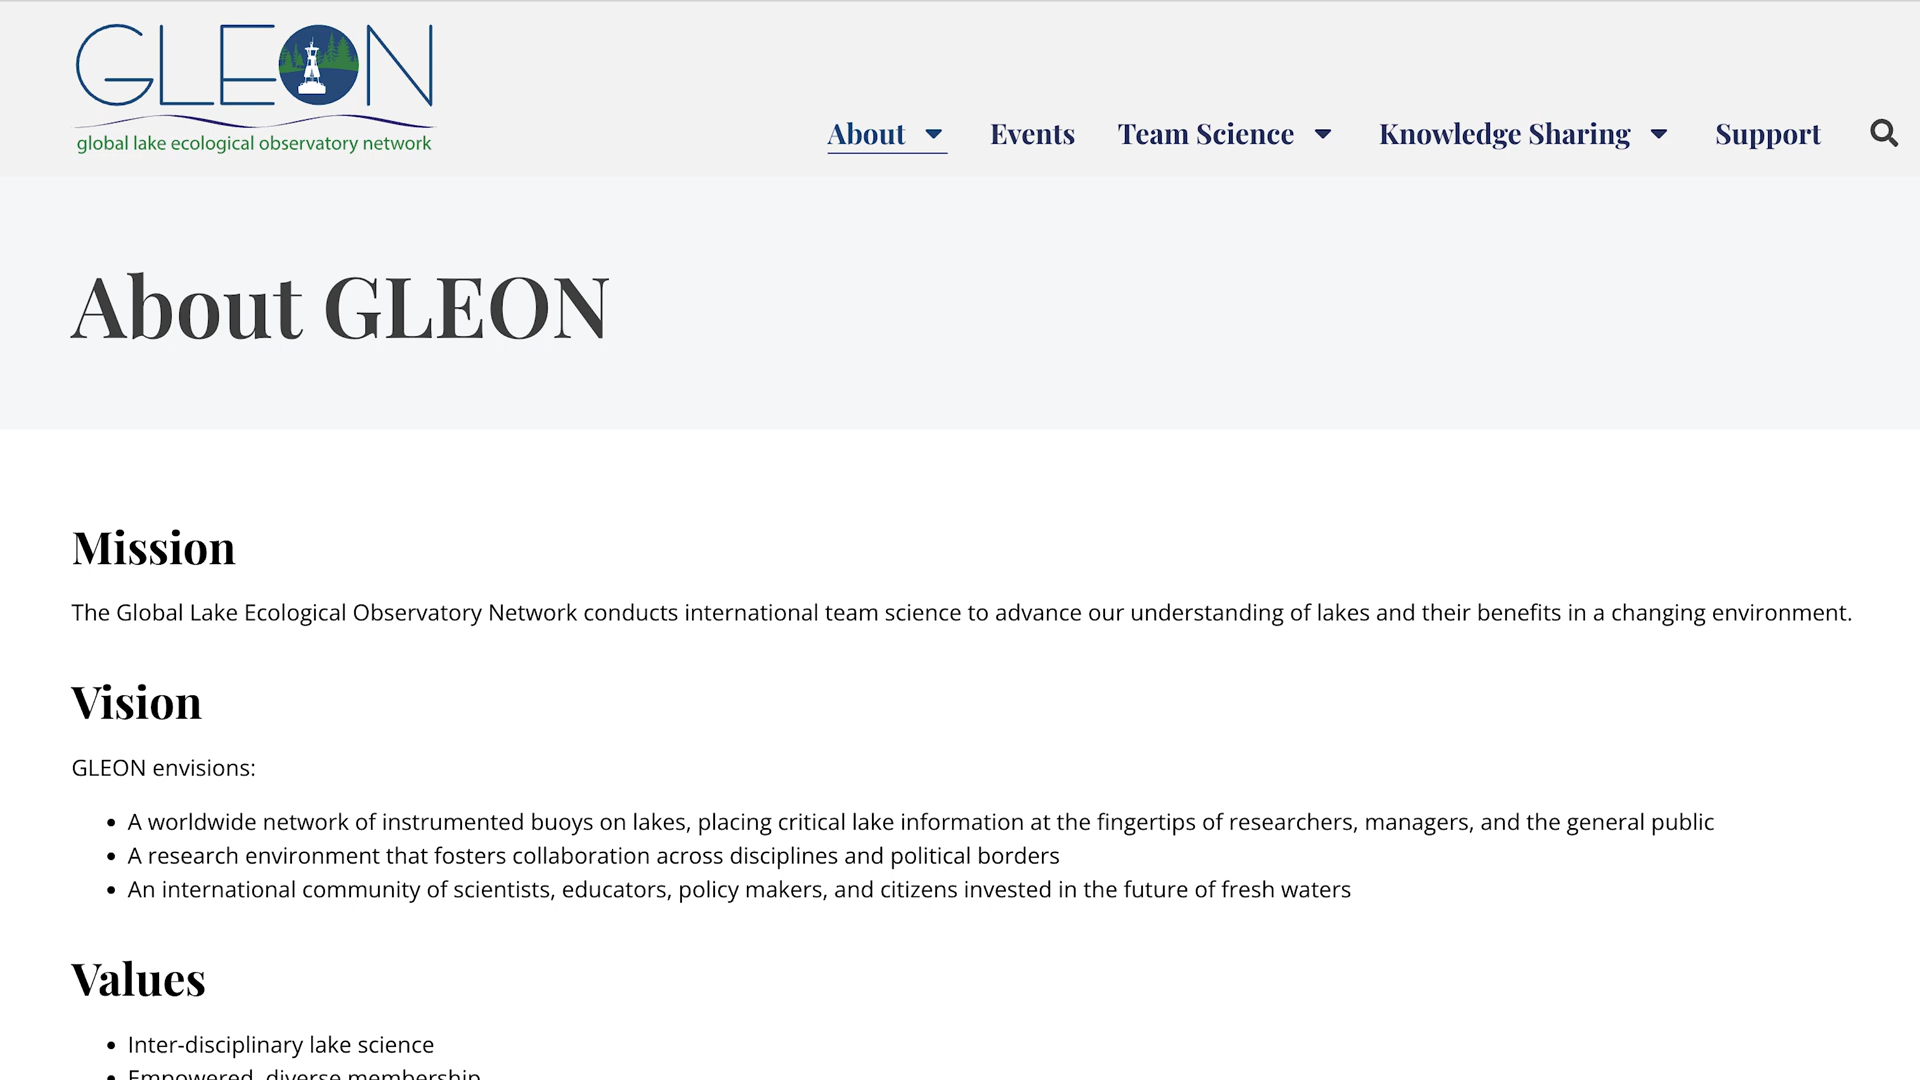 GLEON
global lake ecological observatory network
About Events Team Science Knowledge Sharing Support
About GLEON
Mission
The Global Lake Ecological Observatory Network conducts international team science to advance our understanding of lakes and their benefits in a changing environment.
Vision
GLEON envisions:
A worldwide network of instrumented buoys on lakes, placing critical lake information at the fingertips of researchers, managers, and the general public
A research environment that fosters collaboration across disciplines and political borders
An international community of scientists, educators, policy makers, and citizens invested in the future of fresh waters
Values
Inter-disciplinary lake science
Empowered, diverse membership